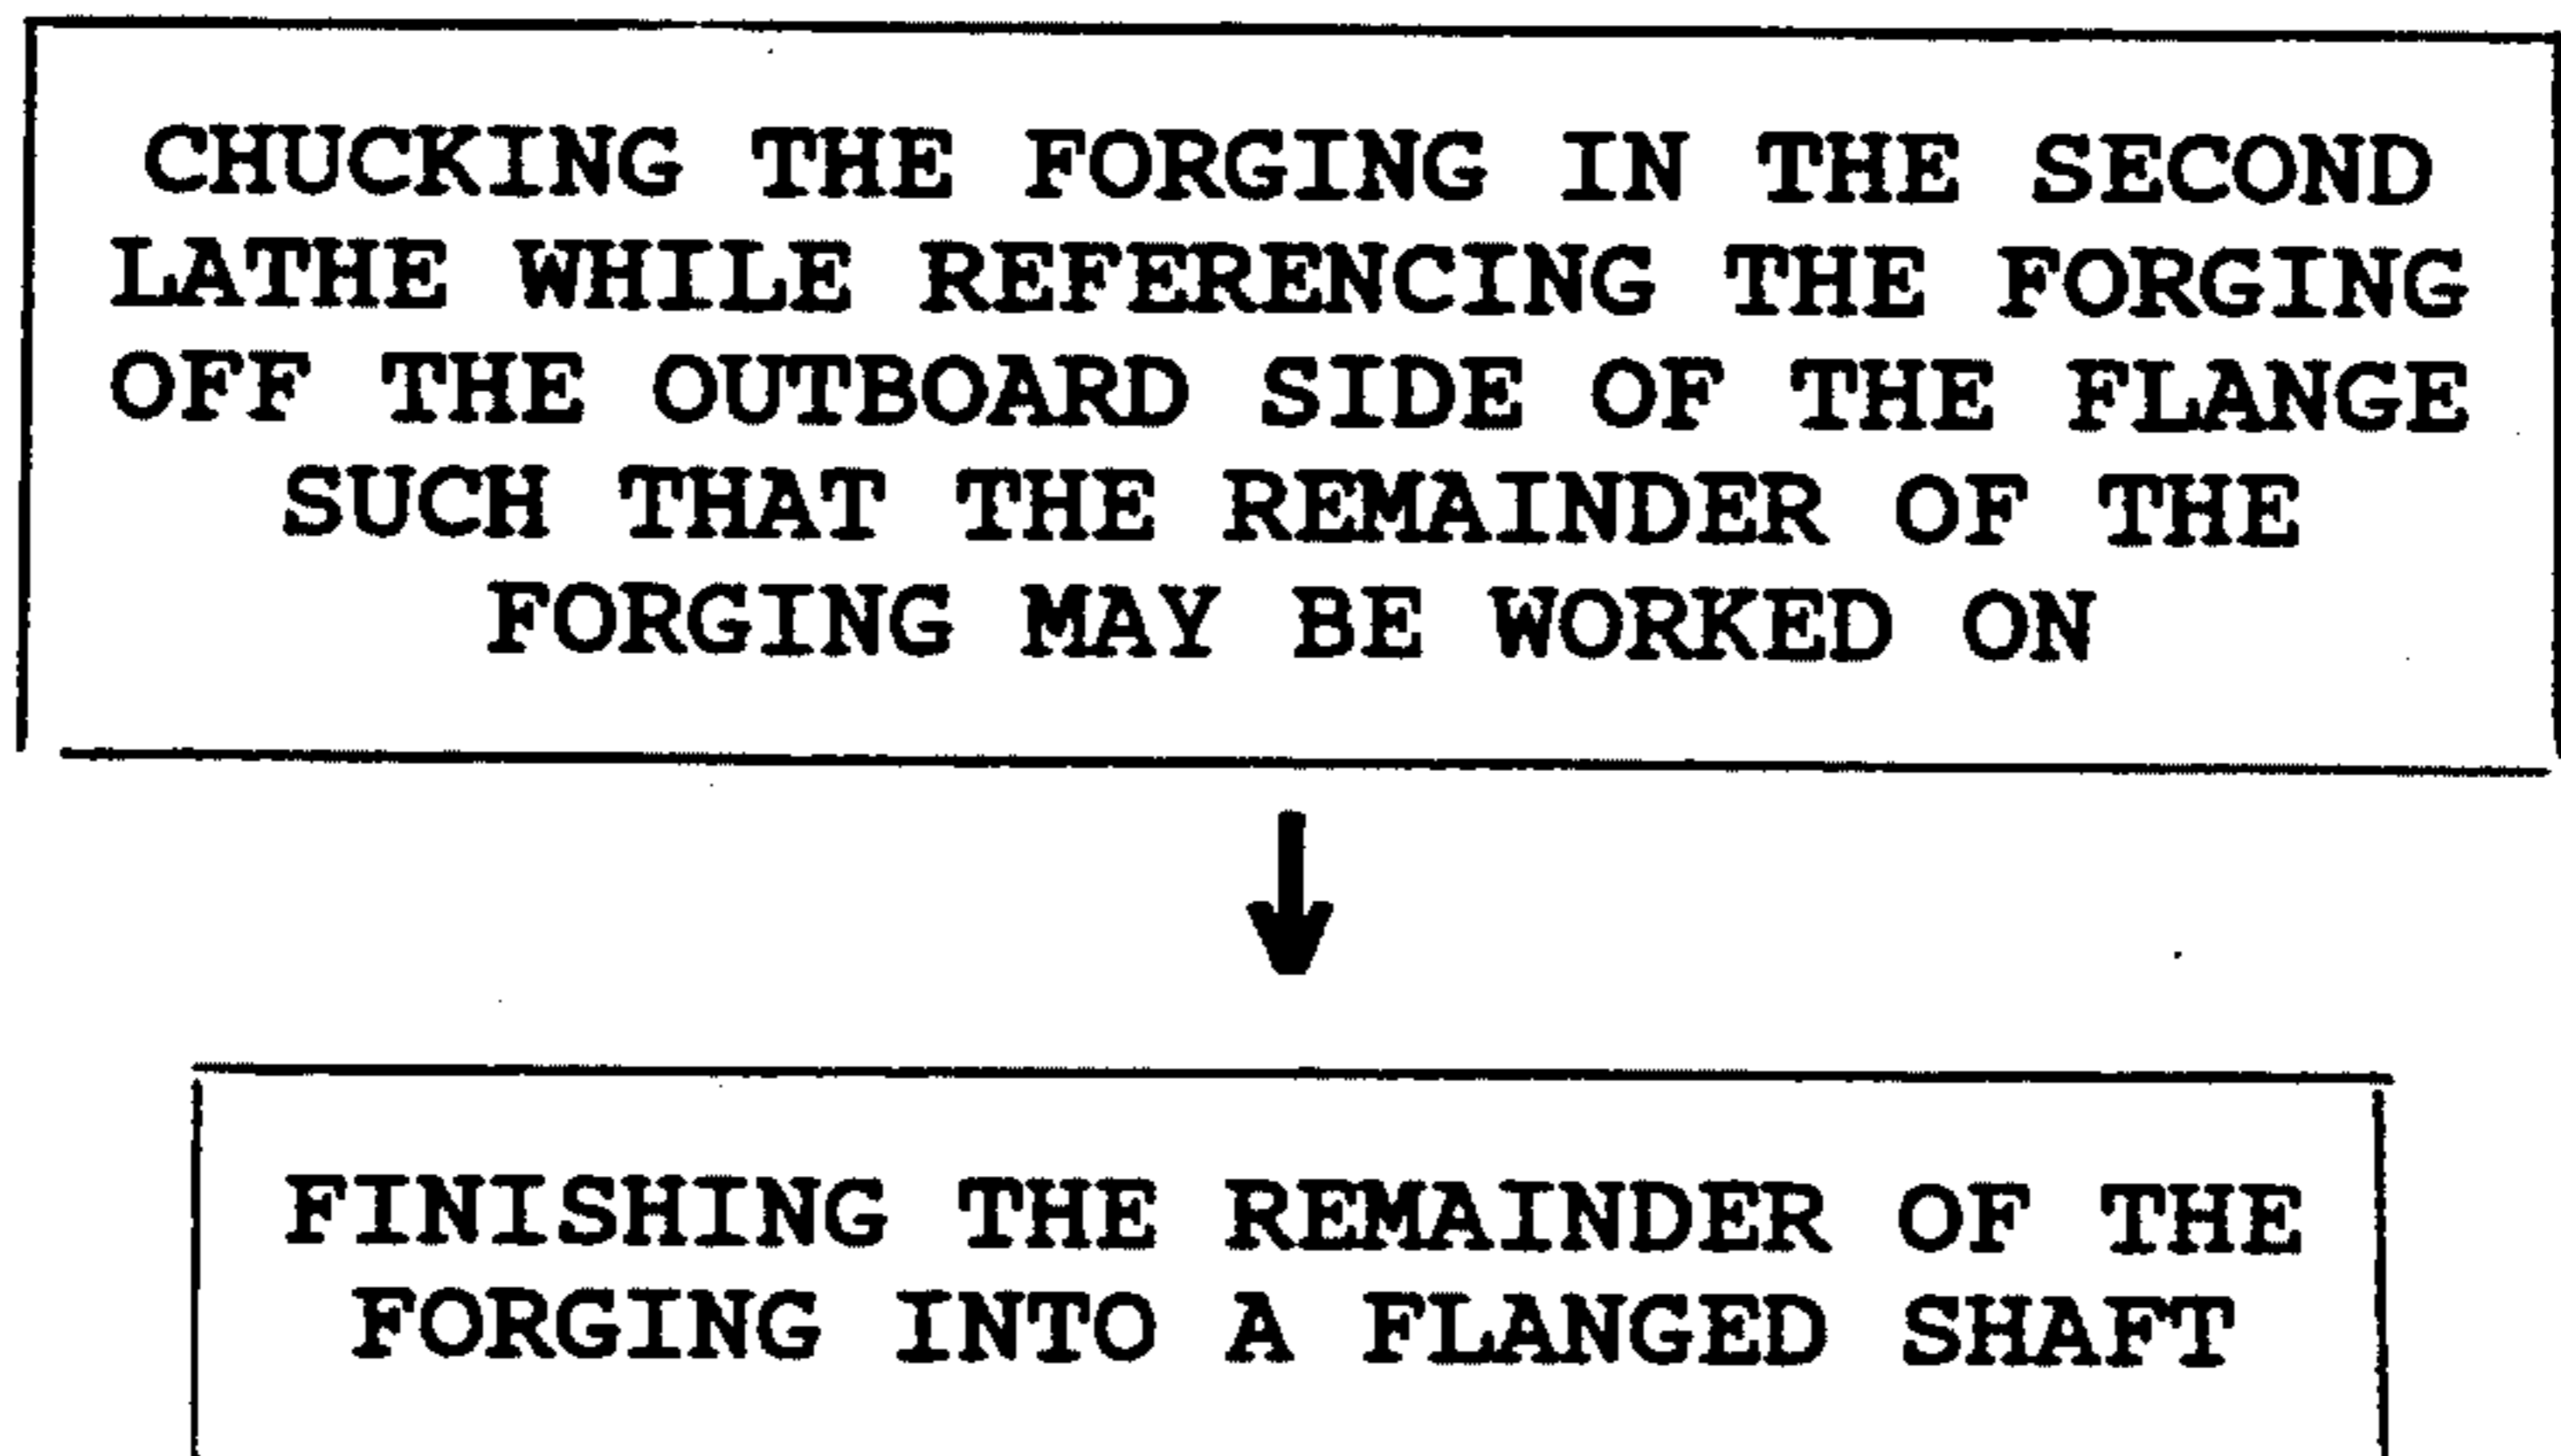 CHUCKING THE FORGING IN THE SECOND
LATHE WHILE REFERENCING THE FORGING
OFF THE OUTBOARD SIDE OF THE FLANGE
SUCH THAT THE REMAINDER OF THE
FORGING MAY BE WORKED ON
FINISHING THE REMAINDER OF THE
FORGING INTO A FLANGED SHAFT